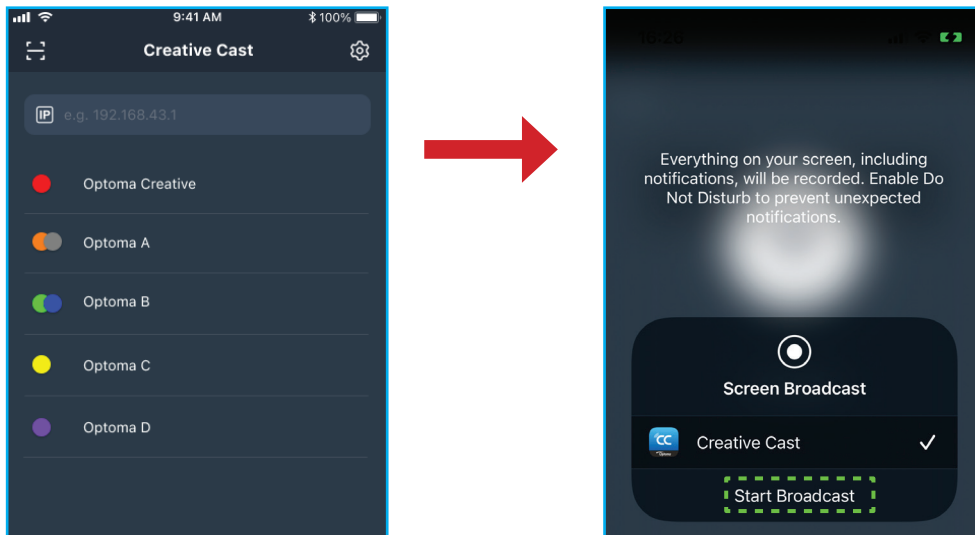 9:41 AM
100%
Creative Cast
IP e.g. 192.168.43.1
Optoma Creative
Optoma A
Optoma B
Optoma C
Optoma D
Everything on your screen, including
notifications, will be recorded. Enable Do
Not Disturb to prevent unexpected
notifications.
Screen Broadcast
CC
Optoma
Creative Cast
Start Broadcast